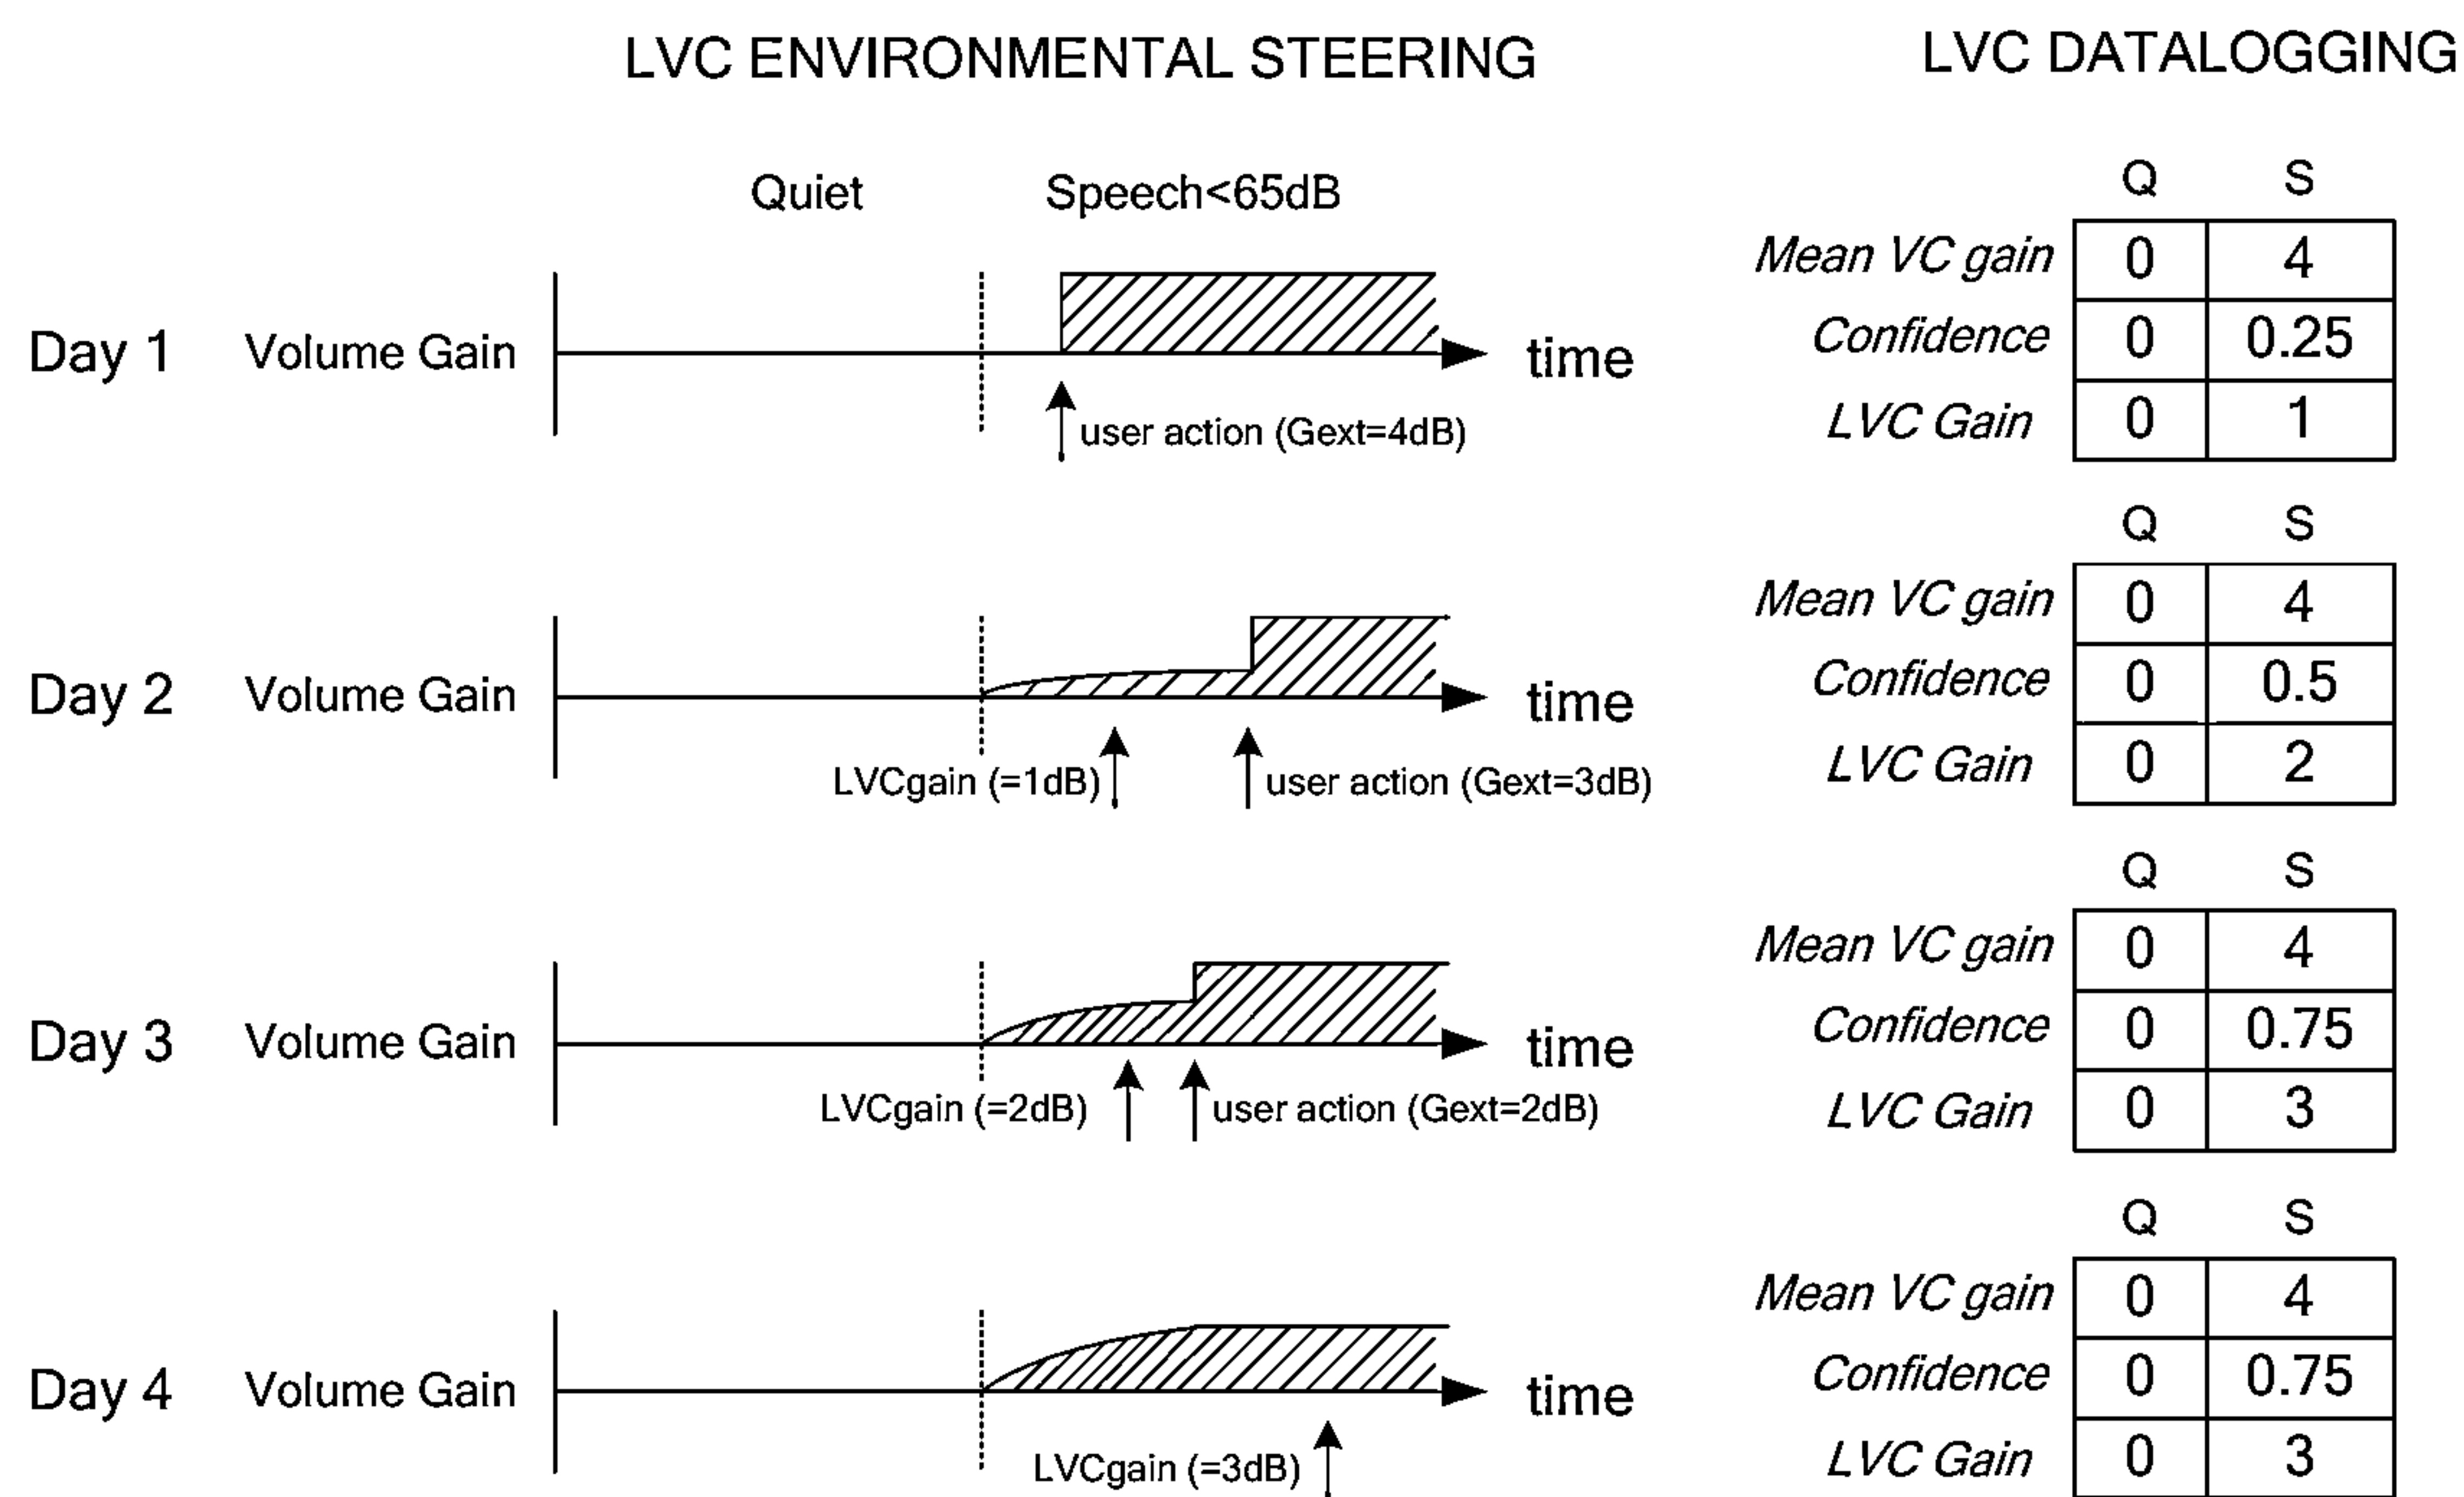 LVC ENVIRONMENTAL STEERING
LVC DATALOGGING
Quiet
Speech<65dB
Q S
Day 1
Volume Gain
time
user action (Gext=4dB)
Mean VC gain 0 4
Confidence 0 0.25
LVC Gain 0 1
Q S
Day 2
Volume Gain
time
LVCgain (=1dB)
user action (Gext=3dB)
Mean VC gain 0 4
Confidence 0 0.5
LVC Gain 0 2
Q S
Day 3
Volume Gain
time
LVCgain (=2dB)
user action (Gext=2dB)
Mean VC gain 0 4
Confidence 0 0.75
LVC Gain 0 3
Q S
Day 4
Volume Gain
time
LVCgain (=3dB)
Mean VC gain 0 4
Confidence 0 0.75
LVC Gain 0 3